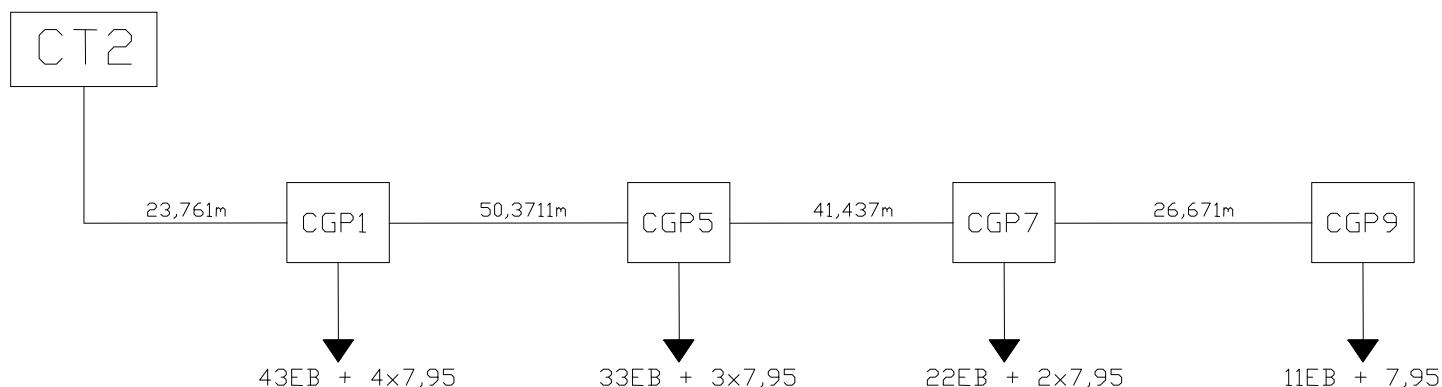 CT2
23,761m
50,3711m
41,437m
26,671m
CGP1
CGP5
CGP7
CGP9
43EB + 4x7,95
33EB + 3x7,95
22EB + 2x7,95
11EB + 7,95